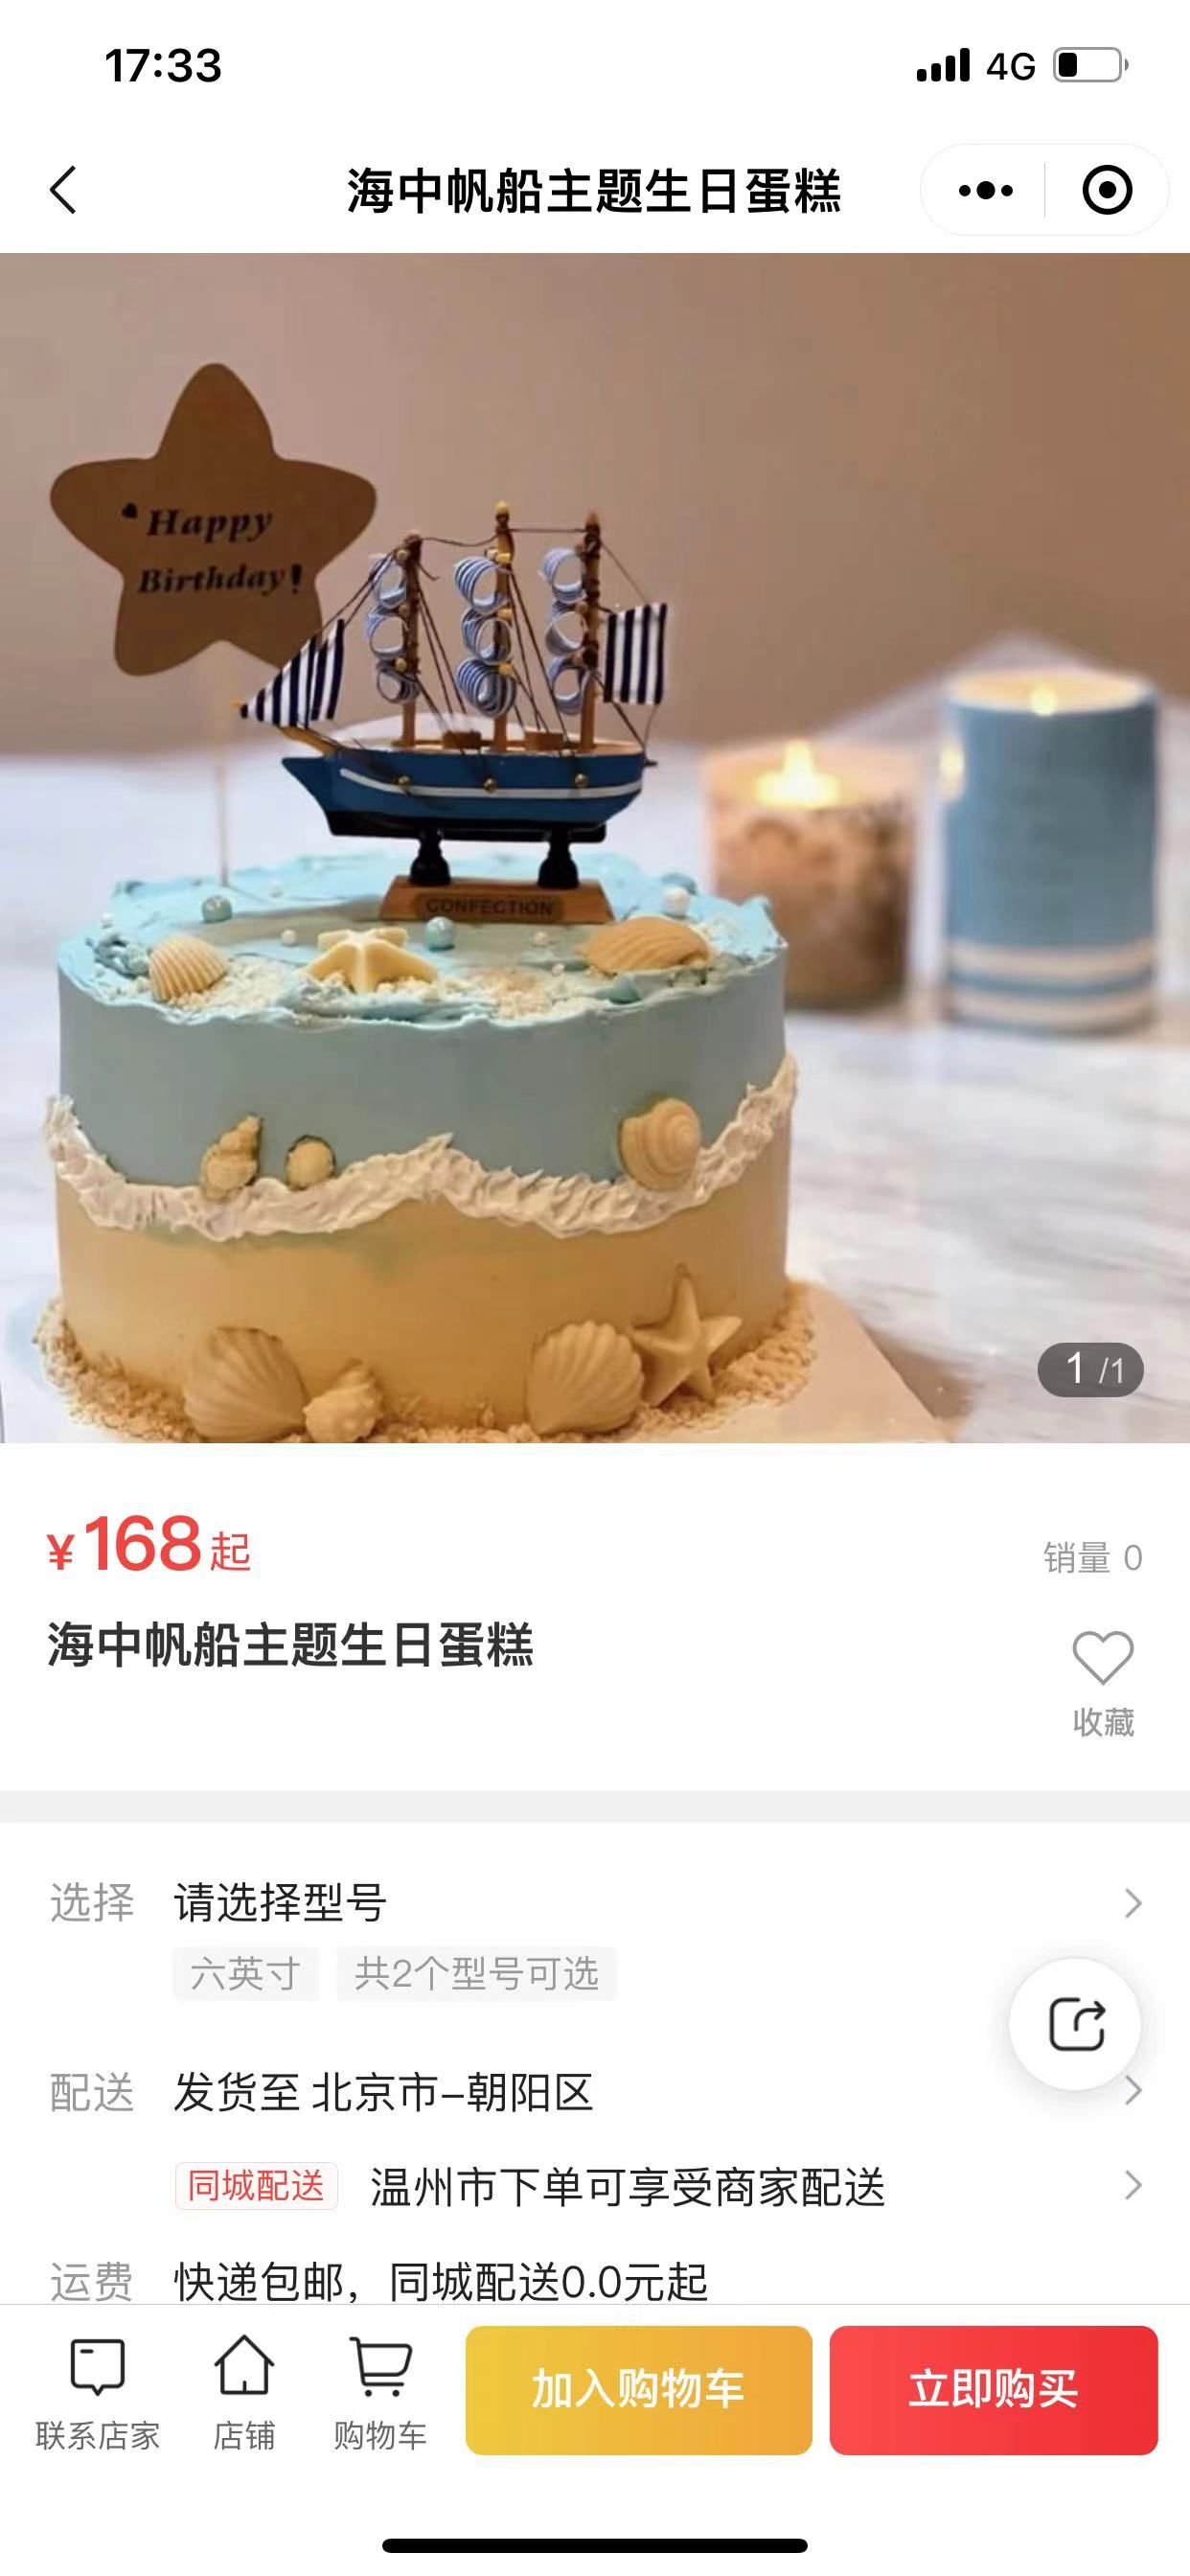 17:33
4G
海中帆船主题生日蛋糕
Happy
Birthday!
CONFECTION
1/1
¥168起
销量 0
海中帆船主题生日蛋糕
收藏
选择 请选择型号
六英寸 共2个型号可选
配送 发货至 北京市-朝阳区
同城配送 温州市下单可享受商家配送
运费 快递包邮，同城配送0.0元起
联系店家 店铺 购物车 加入购物车 立即购买